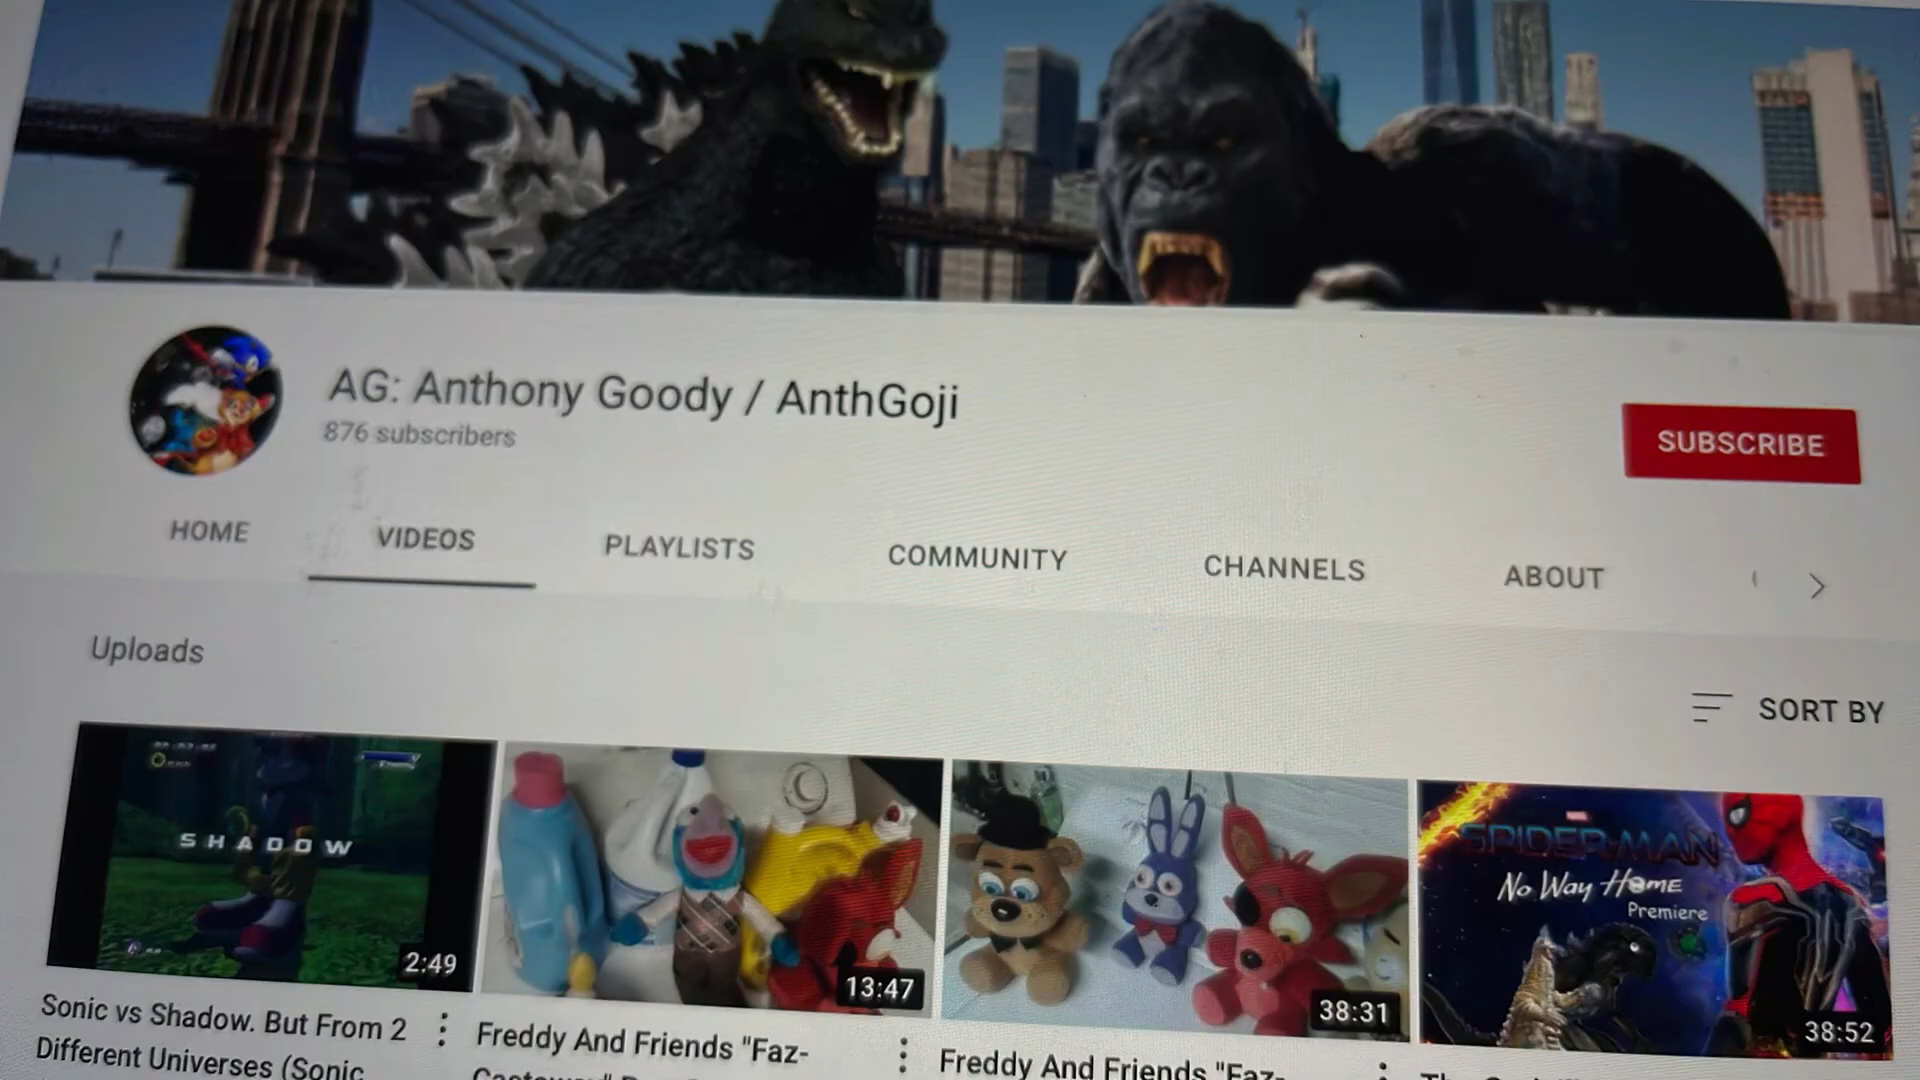 AG: Anthony Goody / AnthGoji
876 subscribers
SUBSCRIBE
HOME
VIDEOS
PLAYLISTS
COMMUNITY
CHANNELS
ABOUT
Uploads
SORT BY
SHADOW
2:49
13:47
38:31
MARVEL
SPIDER-MAN
No Way Home
Premiere
38:52
Sonic vs Shadow. But From 2
Different Universes (Sonic
Freddy And Friends "Faz-
Freddy And Friends "Faz-